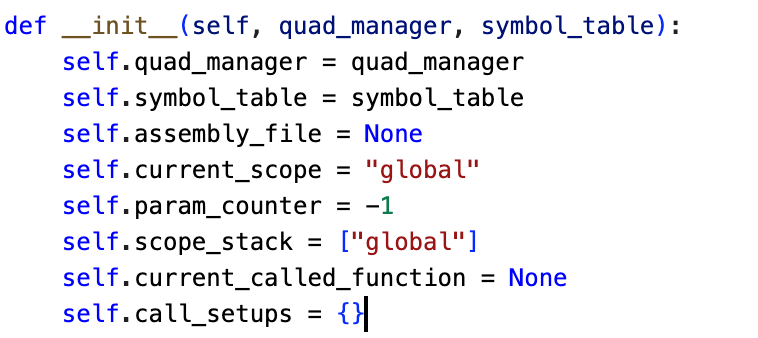 def __init__(self, quad_manager, symbol_table):
    self.quad_manager = quad_manager
    self.symbol_table = symbol_table
    self.assembly_file = None
    self.current_scope = "global"
    self.param_counter = -1
    self.scope_stack = ["global"]
    self.current_called_function = None
    self.call_setups = {}